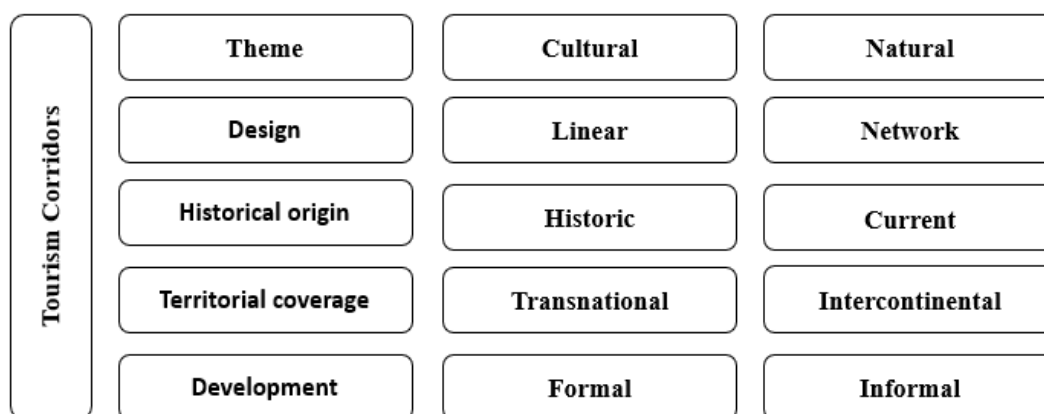 Tourism Corridors
Theme
Cultural
Natural
Design
Linear
Network
Historical origin
Historic
Current
Territorial coverage
Transnational
Intercontinental
Development
Formal
Informal